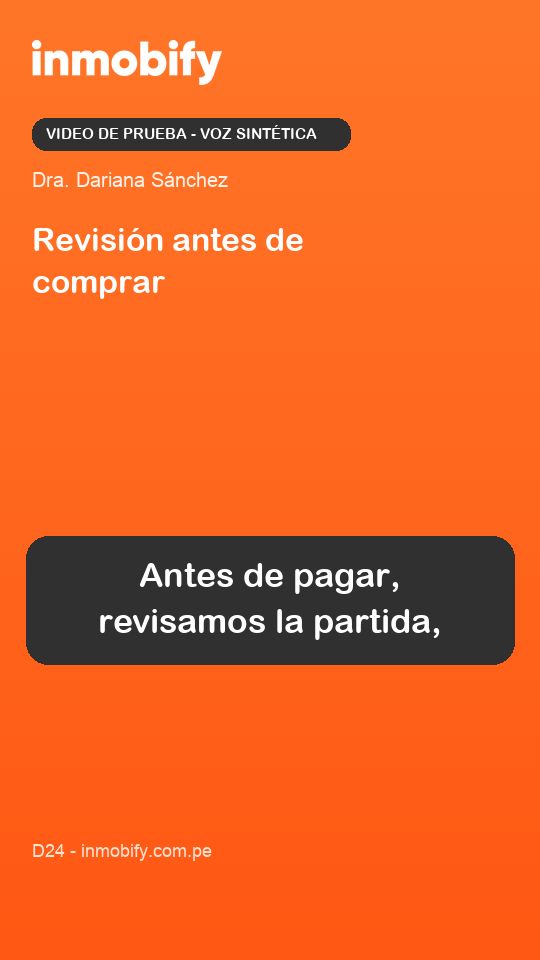 inmobify
VIDEO DE PRUEBA - VOZ SINTÉTICA
Dra. Dariana Sánchez
Revisión antes de
comprar
Antes de pagar,
revisamos la partida,
D24 - inmobify.com.pe